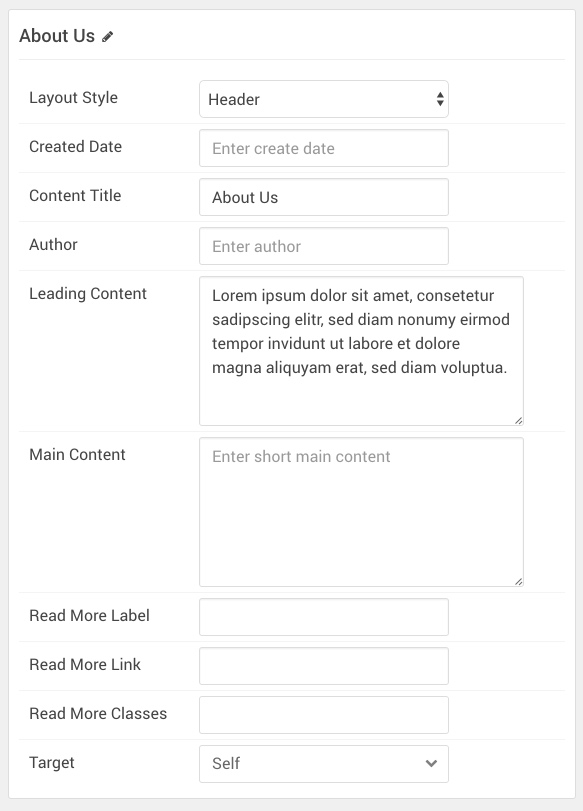 About Us
Layout Style
Header
Created Date
Enter create date
Content Title
About Us
Author
Enter author
Leading Content
Lorem ipsum dolor sit amet, consetetur
sadipscing elitr, sed diam nonumy eirmod
tempor invidunt ut labore et dolore
magna aliquyam erat, sed diam voluptua.
Main Content
Enter short main content
Read More Label
Read More Link
Read More Classes
Target
Self